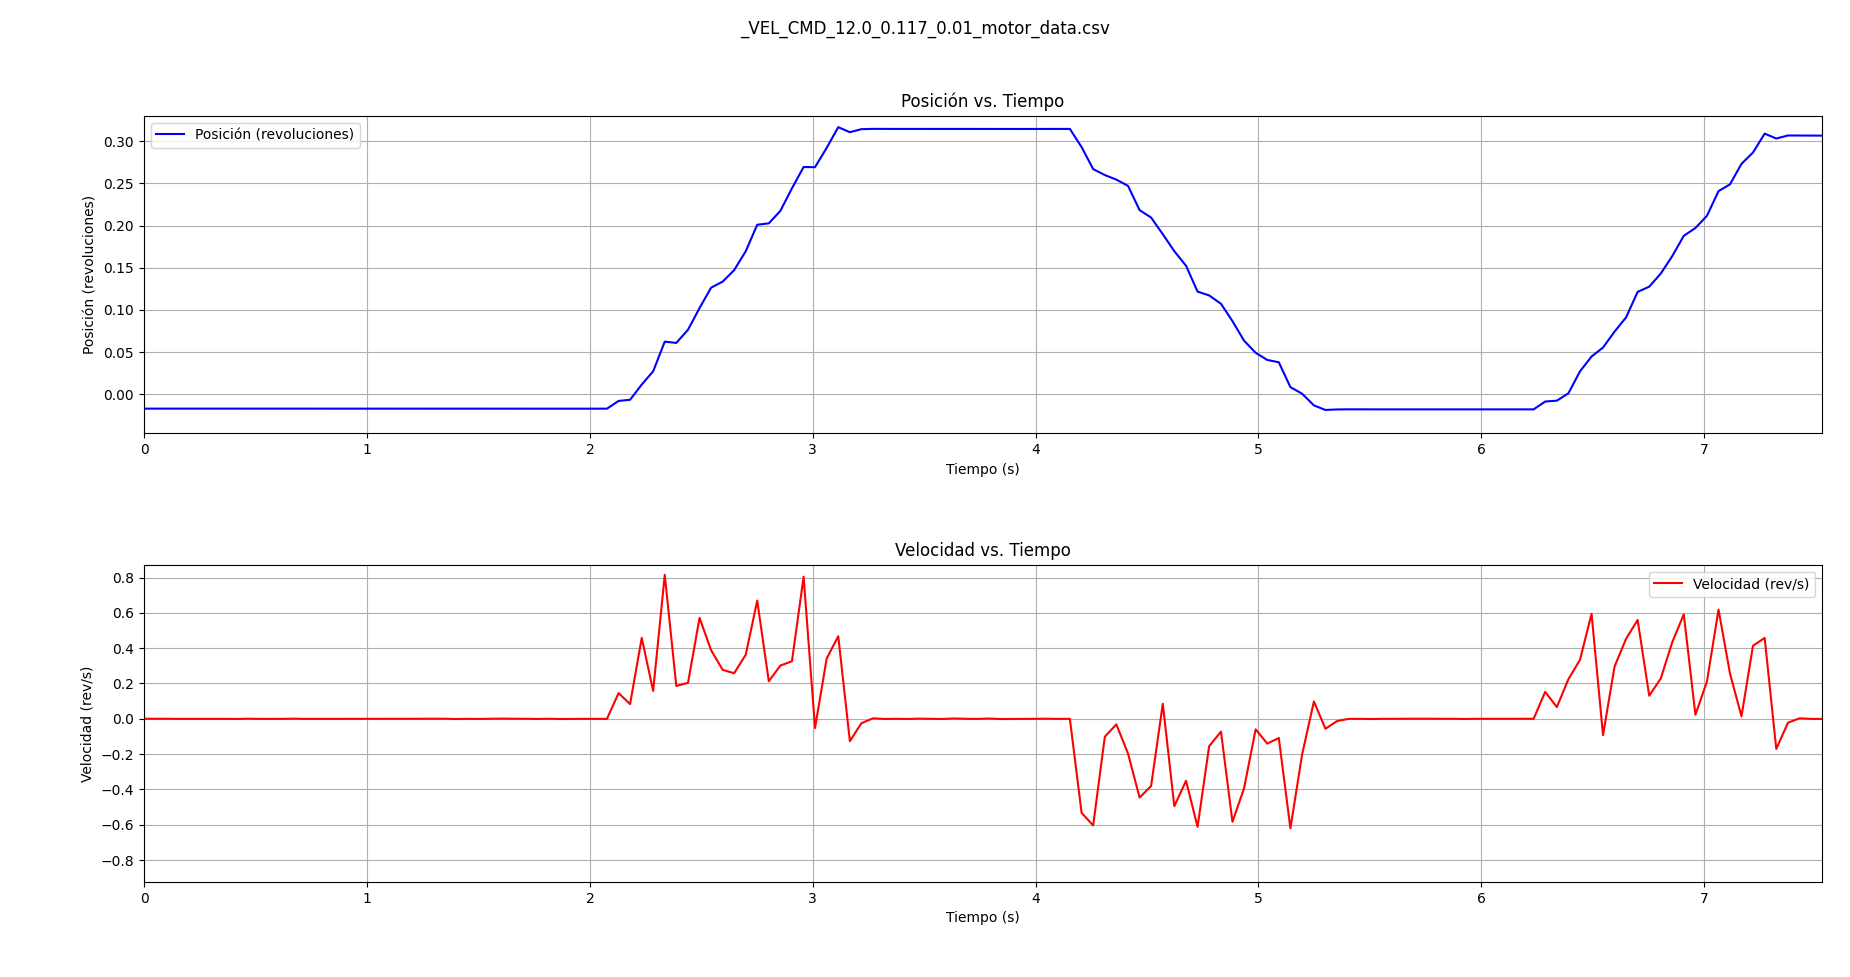 _VEL_CMD_12.0_0.117_0.01_motor_data.csv
Posición vs. Tiempo
Posición (revoluciones)
0.30
0.25
0.20
0.15
0.10
0.05
0.00
Posición (revoluciones)
0 1 2 3 4 5 6 7
Tiempo (s)
Velocidad vs. Tiempo
Velocidad (rev/s)
0.8
0.6
0.4
0.2
0.0
−0.2
−0.4
−0.6
−0.8
Velocidad (rev/s)
0 1 2 3 4 5 6 7
Tiempo (s)